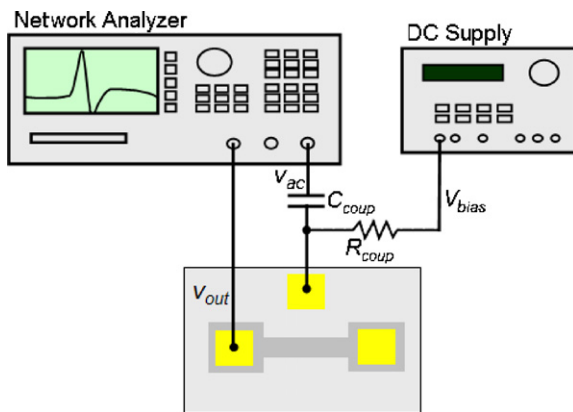 Network Analyzer
DC Supply
v_ac
C_coup
V_bias
R_coup
v_out